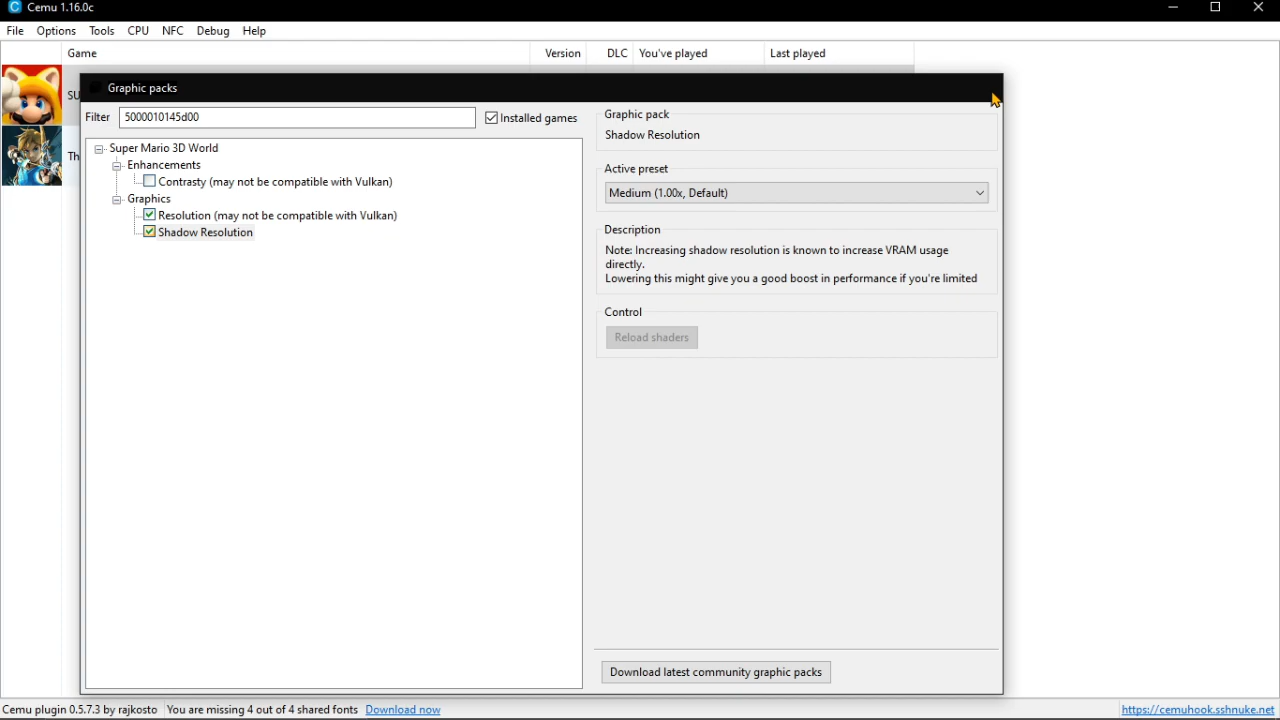 Cemu 1.16.0c
File Options Tools CPU NFC Debug Help
Game Version DLC You've played Last played
SU
Th
Graphic packs
Filter 5000010145d00 Installed games
Super Mario 3D World
Enhancements
Contrasty (may not be compatible with Vulkan)
Graphics
Resolution (may not be compatible with Vulkan)
Shadow Resolution
Graphic pack
Shadow Resolution
Active preset
Medium (1.00x, Default)
Description
Note: Increasing shadow resolution is known to increase VRAM usage
directly.
Lowering this might give you a good boost in performance if you're limited
Control
Reload shaders
Download latest community graphic packs
Cemu plugin 0.5.7.3 by rajkosto You are missing 4 out of 4 shared fonts Download now https://cemuhook.sshnuke.net